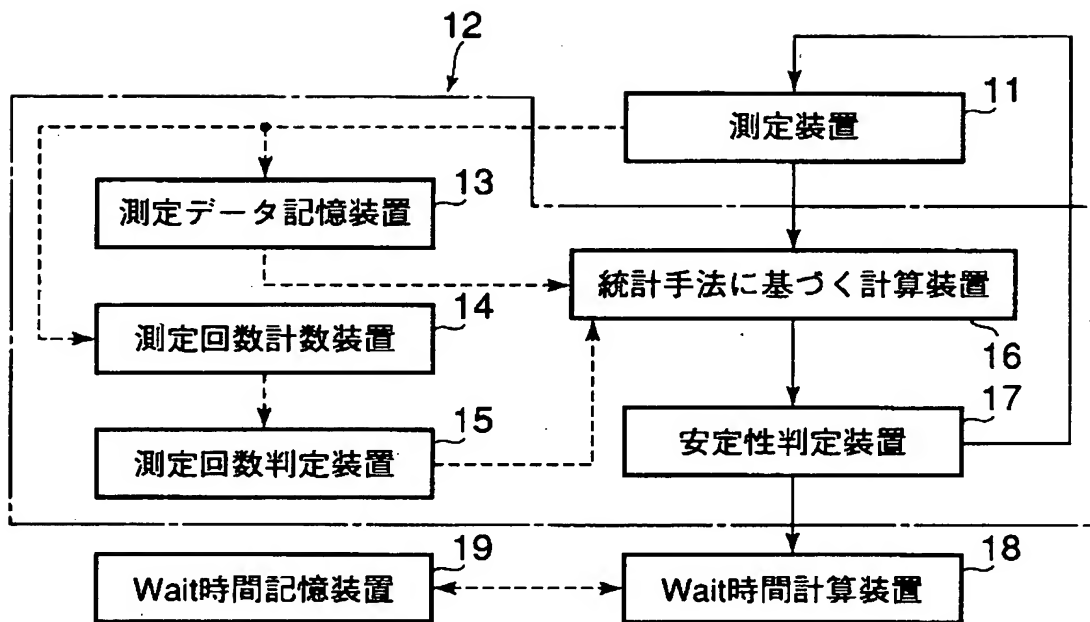 12
11
測定装置
13
測定データ記憶装置
統計手法に基づく計算装置
16
14
測定回数計数装置
17
安定性判定装置
15
測定回数判定装置
19
Wait時間記憶装置
18
Wait時間計算装置